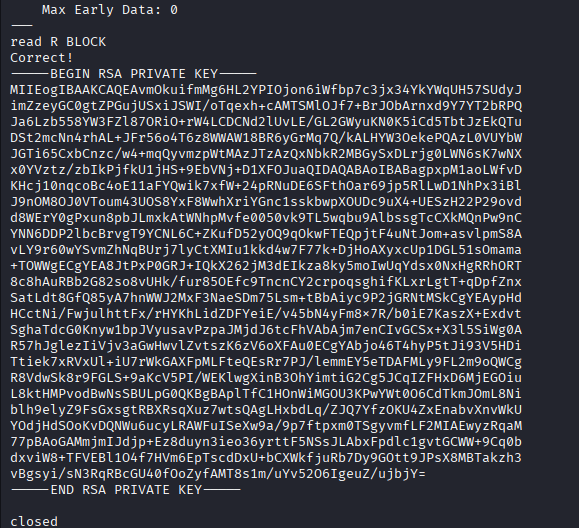 Max Early Data: 0
---
read R BLOCK
Correct!
-----BEGIN RSA PRIVATE KEY-----
MIIEogIBAAKCAQEAvmOkuifmMg6HL2YPIOjon6iWfbp7c3jx34YkYWqUH57SUdyJ
imZzeyGC0gtZPGujUSxiJSWI/oTqexh+cAMTSMlOJf7+BrJObArnxd9Y7YT2bRPQ
Ja6Lzb558YW3FZl87ORiO+rW4LCDCNd2lUvLE/GL2GWyuKN0K5iCd5TbtJzEkQTu
DSt2mcNn4rhAL+JFr56o4T6z8WWAW18BR6yGrMq7Q/kALHYW3OekePQAzL0VUYbW
JGTi65CxbCnzc/w4+mqQyvmzpWtMAzJTzAzQxNbkR2MBGySxDLrjg0LWN6sK7wNX
x0YVztz/zbIkPjfkU1jHS+9EbVNj+D1XFOJuaQIDAQABAoIBABagpxpM1aoLWfvD
KHcj10nqcoBc4oE11aFYQwik7xfW+24pRNuDE6SFthOar69jp5RlLwD1NhPx3iBl
J9nOM8OJ0VToum43UOS8YxF8WwhXriYGnc1sskbwpXOUDc9uX4+UESzH22P29ovd
d8WErY0gPxun8pbJLmxkAtWNhpMvfe0050vk9TL5wqbu9AlbssgTcCXkMQnPw9nC
YNN6DDP2lbcBrvgT9YCNL6C+ZKufD52yOQ9qOkwFTEQpjtF4uNtJom+asvlpmS8A
vLY9r60wYSvmZhNqBUrj7lyCtXMIu1kkd4w7F77k+DjHoAXyxcUp1DGL51sOmama
+TOWWgECgYEA8JtPxP0GRJ+IQkX262jM3dEIkza8ky5moIwUqYdsx0NxHgRRhORT
8c8hAuRBb2G82so8vUHk/fur85OEfc9TncnCY2crpoqsghifKLxrLgtT+qDpfZnx
SatLdt8GfQ85yA7hnWWJ2MxF3NaeSDm75Lsm+tBbAiyc9P2jGRNtMSkCgYEAypHd
HCctNi/FwjulhttFx/rHYKhLidZDFYeiE/v45bN4yFm8×7R/b0iE7KaszX+Exdvt
SghaTdcG0Knyw1bpJVyusavPzpaJMjdJ6tcFhVAbAjm7enCIvGCSx+X3l5SiWg0A
R57hJglezIiVjv3aGwHwvlZvtszK6zV6oXFAu0ECgYAbjo46T4hyP5tJi93V5HDi
Ttiek7xRVxUl+iU7rWkGAXFpMLFteQEsRr7PJ/lemmEY5eTDAFMLy9FL2m9oQWCg
R8VdwSk8r9FGLS+9aKcV5PI/WEKlwgXinB3OhYimtiG2Cg5JCqIZFHxD6MjEGOiu
L8ktHMPvodBwNsSBULpG0QKBgBAplTfC1HOnWiMGOU3KPwYWt0O6CdTkmJOmL8Ni
blh9elyZ9FsGxsgtRBXRsqXuz7wtsQAgLHxbdLq/ZJQ7YfzOKU4ZxEnabvXnvWkU
YOdjHdSOoKvDQNWu6ucyLRAWFuISeXw9a/9p7ftpxm0TSgyvmfLF2MIAEwyzRqaM
77pBAoGAMmjmIJdjp+Ez8duyn3ieo36yrttF5NSsJLAbxFpdlc1gvtGCWW+9Cq0b
dxviW8+TFVEBl1O4f7HVm6EpTscdDxU+bCXWkfjuRb7Dy9GOtt9JPsX8MBTakzh3
vBgsyi/sN3RqRBcGU40fOoZyfAMT8s1m/uYv52O6IgeuZ/ujbjY=
-----END RSA PRIVATE KEY-----
closed